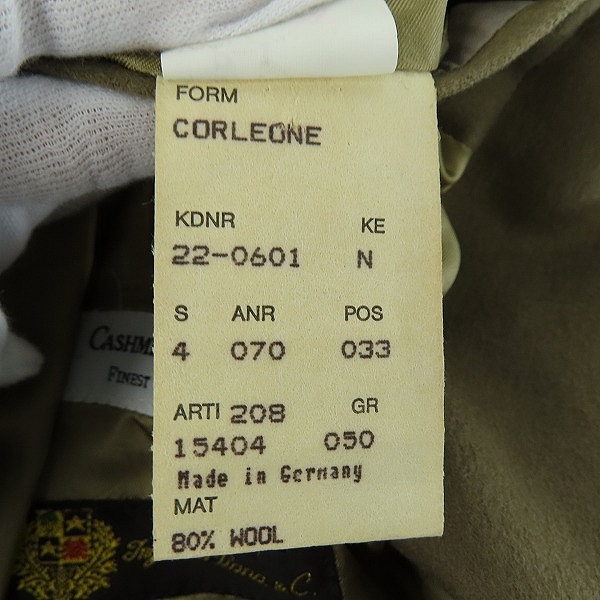 FORM
CORLEONE
KDNR KE
22-0601 N
S ANR POS
4 070 033
ARTI 208 GR
15404 050
Made in Germany
MAT
80% WOOL
FINEST